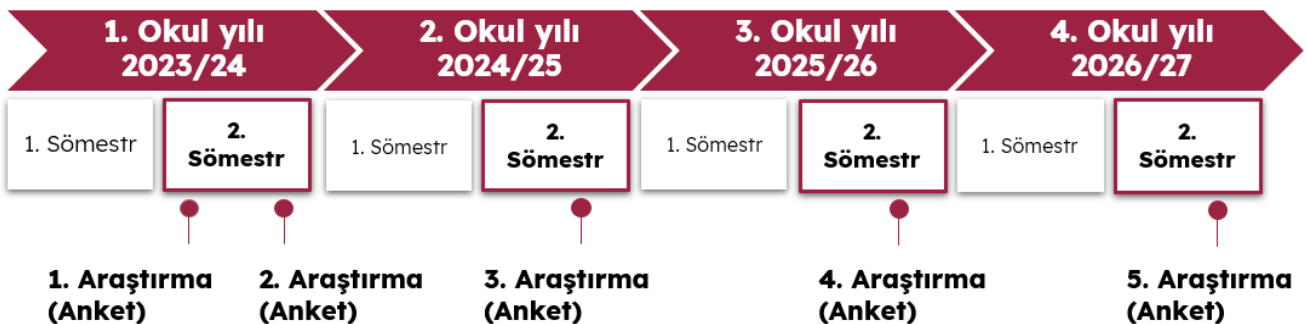 1. Okul yılı
2023/24
2. Okul yılı
2024/25
3. Okul yılı
2025/26
4. Okul yılı
2026/27
1. Sömestr
2.
Sömestr
1. Sömestr
2.
Sömestr
1. Sömestr
2.
Sömestr
1. Sömestr
2.
Sömestr
1. Araştırma
(Anket)
2. Araştırma
(Anket)
3. Araştırma
(Anket)
4. Araştırma
(Anket)
5. Araştırma
(Anket)